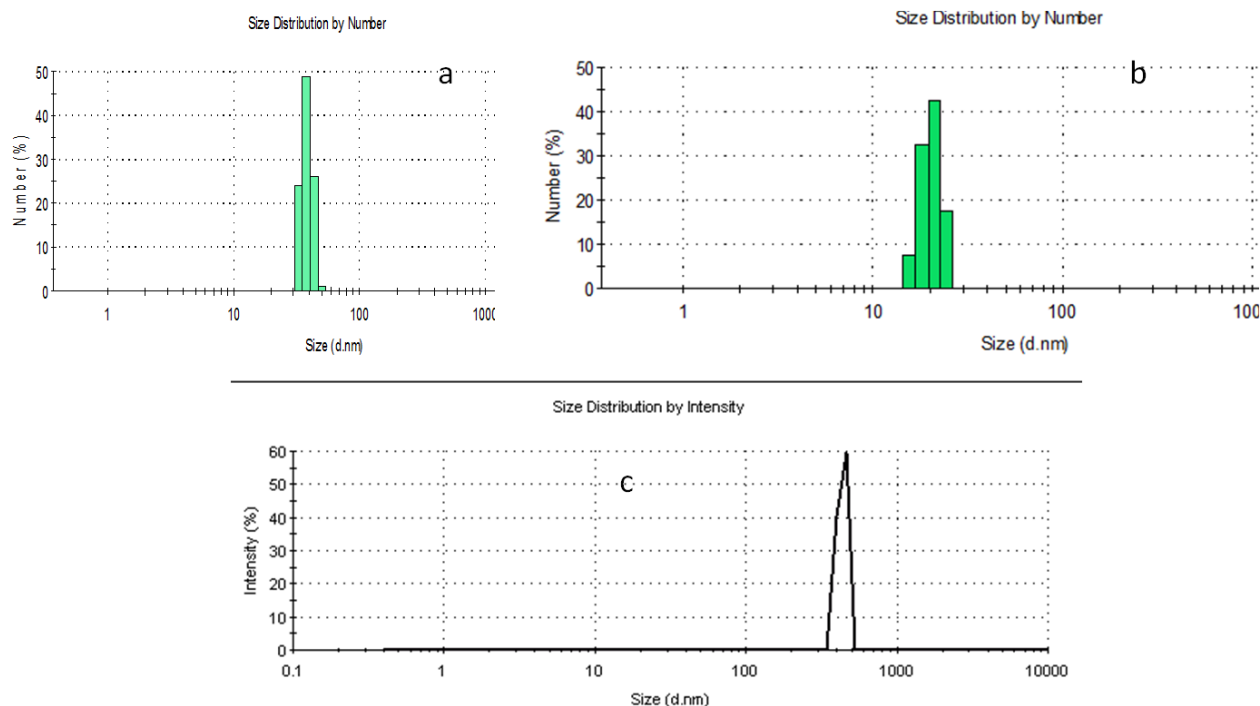 Size Distribution by Number
a
50
40
30
20
10
0
Number (%)
1 10 100 1000
Size (d.nm)
Size Distribution by Number
b
50
40
30
20
10
0
Number (%)
1 10 100 100
Size (d.nm)
Size Distribution by Intensity
c
60
50
40
30
20
10
0
Intensity (%)
0.1 1 10 100 1000 10000
Size (d.nm)